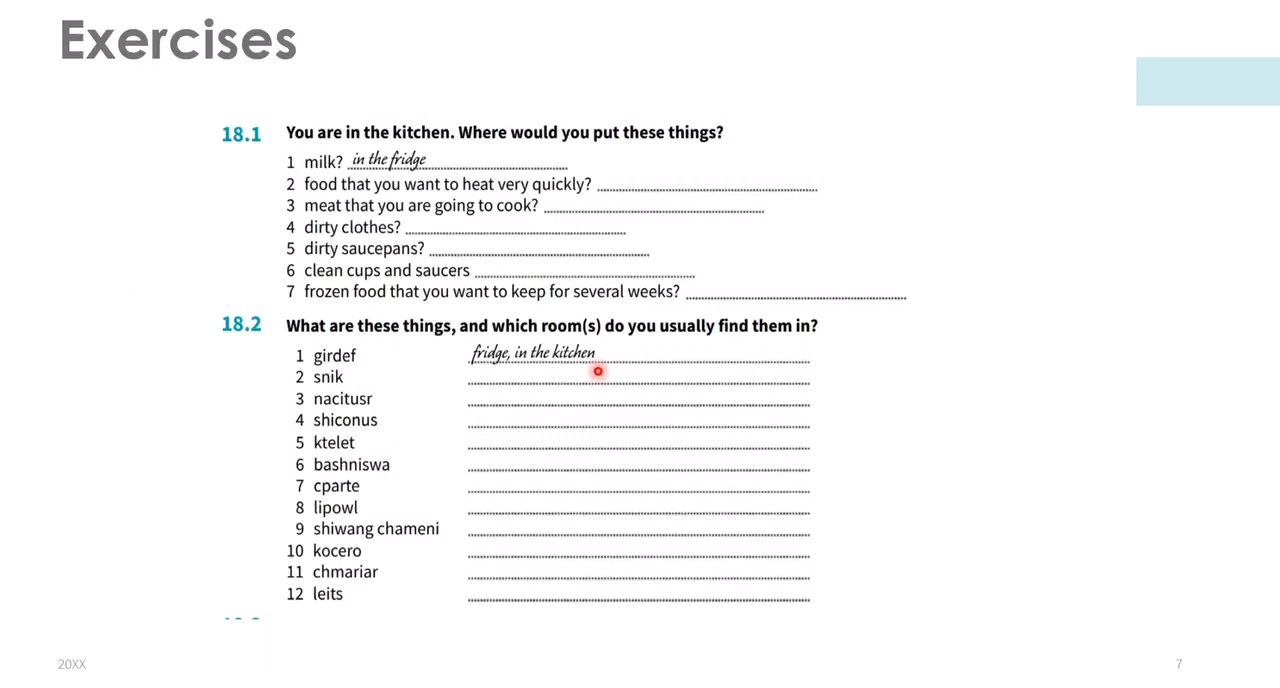 Exercises
18.1 You are in the kitchen. Where would you put these things?
1 milk? in the fridge
2 food that you want to heat very quickly?
3 meat that you are going to cook?
4 dirty clothes?
5 dirty saucepans?
6 clean cups and saucers
7 frozen food that you want to keep for several weeks?
18.2 What are these things, and which room(s) do you usually find them in?
1 girdef fridge, in the kitchen
2 snik
3 nacitusr
4 shiconus
5 ktelet
6 bashniswa
7 cparte
8 lipowl
9 shiwang chameni
10 kocero
11 chmariar
12 leits
20XX 7